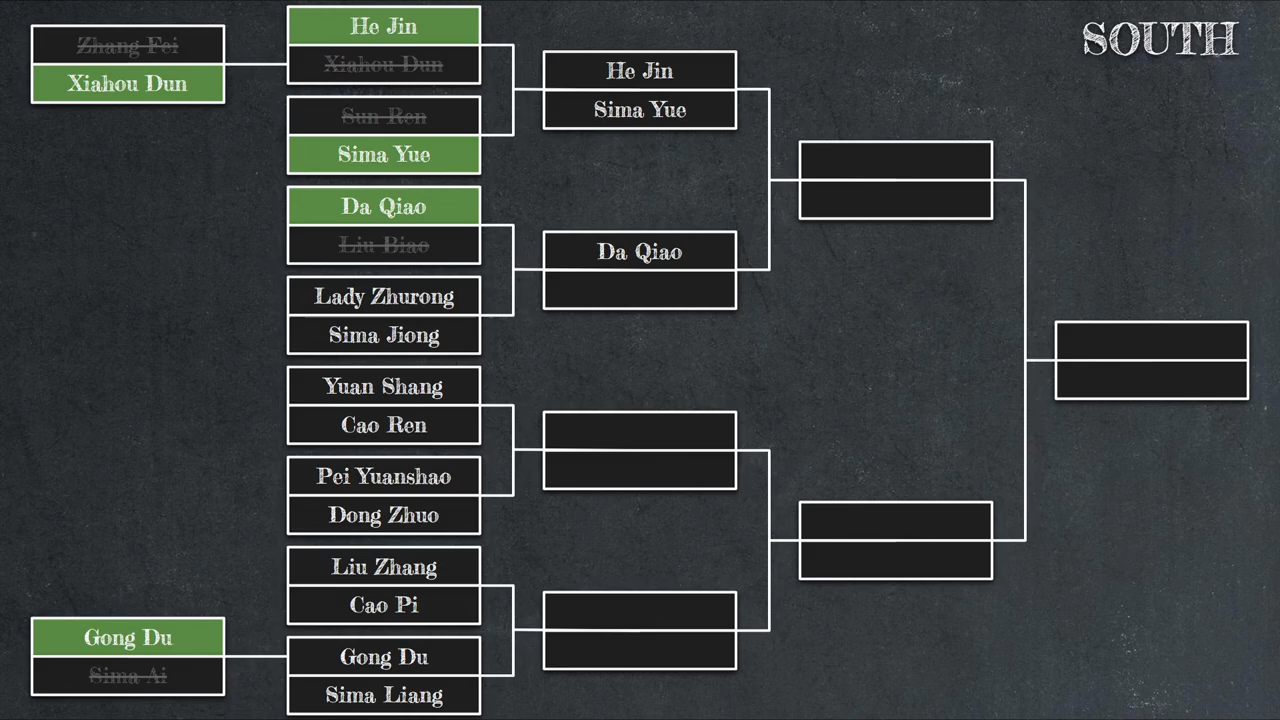 SOUTH
Zhang Fei
Xiahou Dun
Gong Du
Sima Ai
He Jin
Xiahou Dun
Sun Ren
Sima Yue
Da Qiao
Liu Biao
Lady Zhurong
Sima Jiong
Yuan Shang
Cao Ren
Pei Yuanshao
Dong Zhuo
Liu Zhang
Cao Pi
Gong Du
Sima Liang
He Jin
Sima Yue
Da Qiao